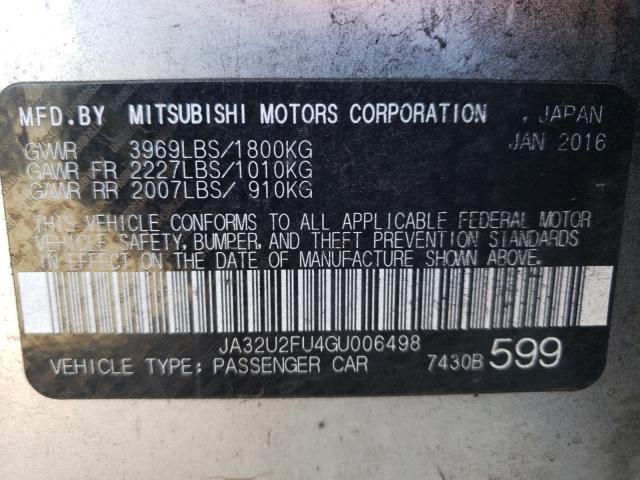 MFD.BY MITSUBISHI MOTORS CORPORATION , JAPAN
GVWR 3969LBS/1800KG JAN 2016
GAWR FR 2227LBS/1010KG
GAWR RR 2007LBS/ 910KG
THIS VEHICLE CONFORMS TO ALL APPLICABLE FEDERAL MOTOR
VEHICLE SAFETY, BUMPER, AND THEFT PREVENTION STANDARDS
IN EFFECT ON THE DATE OF MANUFACTURE SHOWN ABOVE.
JA32U2FU4GU006498
VEHICLE TYPE: PASSENGER CAR 7430B 599